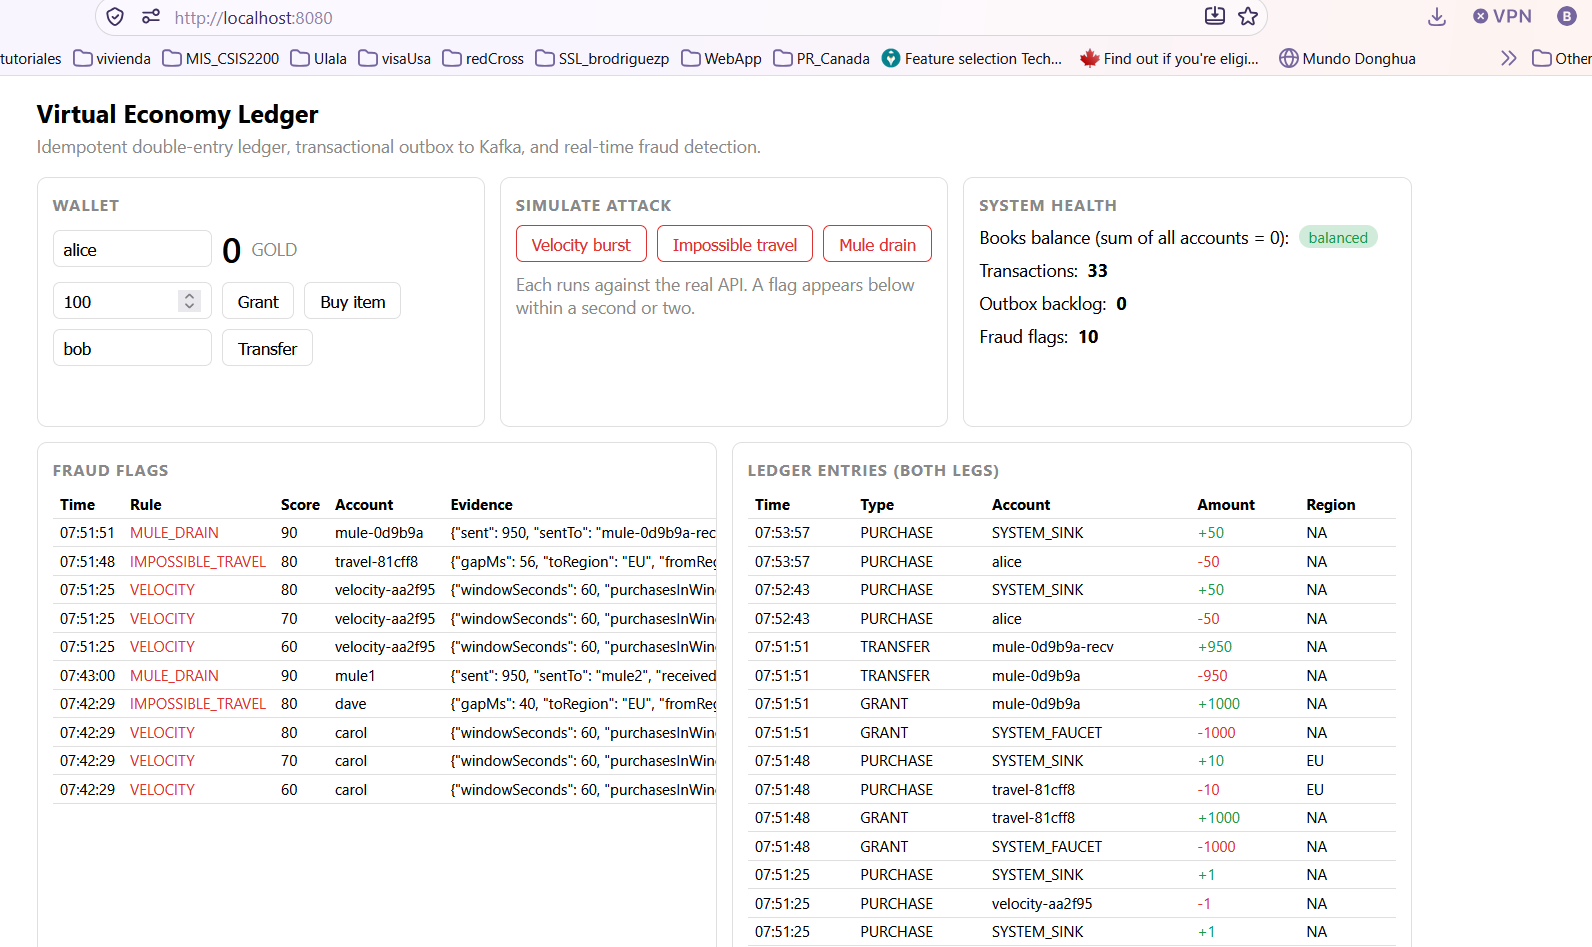 http://localhost:8080
VPN
B
tutoriales vivienda MIS_CSIS2200 Ulala visaUsa redCross SSL_brodriguezp WebApp PR_Canada Feature selection Tech... Find out if you're eligi... Mundo Donghua Other
Virtual Economy Ledger
Idempotent double-entry ledger, transactional outbox to Kafka, and real-time fraud detection.
WALLET
alice 0 GOLD
100 Grant Buy item
bob Transfer
SIMULATE ATTACK
Velocity burst Impossible travel Mule drain
Each runs against the real API. A flag appears below
within a second or two.
SYSTEM HEALTH
Books balance (sum of all accounts = 0): balanced
Transactions: 33
Outbox backlog: 0
Fraud flags: 10
FRAUD FLAGS
Time Rule Score Account Evidence
07:51:51 MULE_DRAIN 90 mule-0d9b9a {"sent": 950, "sentTo": "mule-0d9b9a-rec
07:51:48 IMPOSSIBLE_TRAVEL 80 travel-81cff8 {"gapMs": 56, "toRegion": "EU", "fromReg
07:51:25 VELOCITY 80 velocity-aa2f95 {"windowSeconds": 60, "purchasesInWin
07:51:25 VELOCITY 70 velocity-aa2f95 {"windowSeconds": 60, "purchasesInWin
07:51:25 VELOCITY 60 velocity-aa2f95 {"windowSeconds": 60, "purchasesInWin
07:43:00 MULE_DRAIN 90 mule1 {"sent": 950, "sentTo": "mule2", "received
07:42:29 IMPOSSIBLE_TRAVEL 80 dave {"gapMs": 40, "toRegion": "EU", "fromReg
07:42:29 VELOCITY 80 carol {"windowSeconds": 60, "purchasesInWin
07:42:29 VELOCITY 70 carol {"windowSeconds": 60, "purchasesInWin
07:42:29 VELOCITY 60 carol {"windowSeconds": 60, "purchasesInWin
LEDGER ENTRIES (BOTH LEGS)
Time Type Account Amount Region
07:53:57 PURCHASE SYSTEM_SINK +50 NA
07:53:57 PURCHASE alice -50 NA
07:52:43 PURCHASE SYSTEM_SINK +50 NA
07:52:43 PURCHASE alice -50 NA
07:51:51 TRANSFER mule-0d9b9a-recv +950 NA
07:51:51 TRANSFER mule-0d9b9a -950 NA
07:51:51 GRANT mule-0d9b9a +1000 NA
07:51:51 GRANT SYSTEM_FAUCET -1000 NA
07:51:48 PURCHASE SYSTEM_SINK +10 EU
07:51:48 PURCHASE travel-81cff8 -10 EU
07:51:48 GRANT travel-81cff8 +1000 NA
07:51:48 GRANT SYSTEM_FAUCET -1000 NA
07:51:25 PURCHASE SYSTEM_SINK +1 NA
07:51:25 PURCHASE velocity-aa2f95 -1 NA
07:51:25 PURCHASE SYSTEM_SINK +1 NA